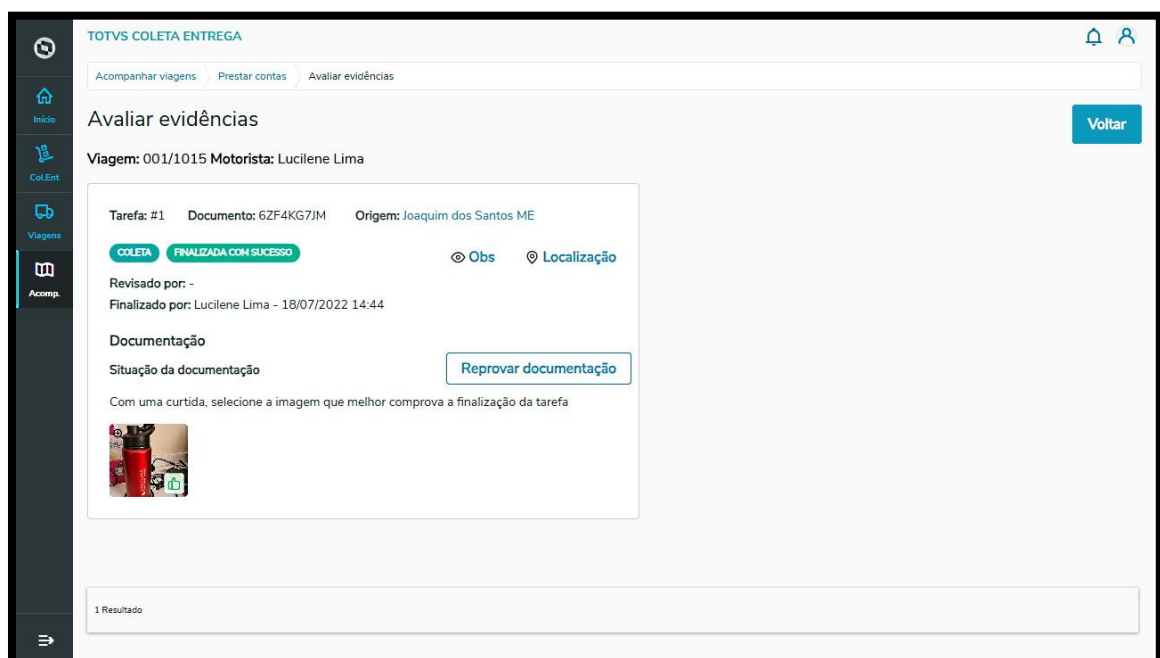 TOTVS COLETA ENTREGA
Acompanhar viagens Prestar contas Avaliar evidências
Início
Avaliar evidências
Voltar
Col.Ent
Viagem: 001/1015 Motorista: Lucilene Lima
Viagens
Tarefa: #1 Documento: 6ZF4KG7JM Origem: Joaquim dos Santos ME
COLETA FINALIZADA COM SUCESSO
Obs Localização
Acomp.
Revisado por: -
Finalizado por: Lucilene Lima - 18/07/2022 14:44
Documentação
Situação da documentação
Reprovar documentação
Com uma curtida, selecione a imagem que melhor comprova a finalização da tarefa
1 Resultado